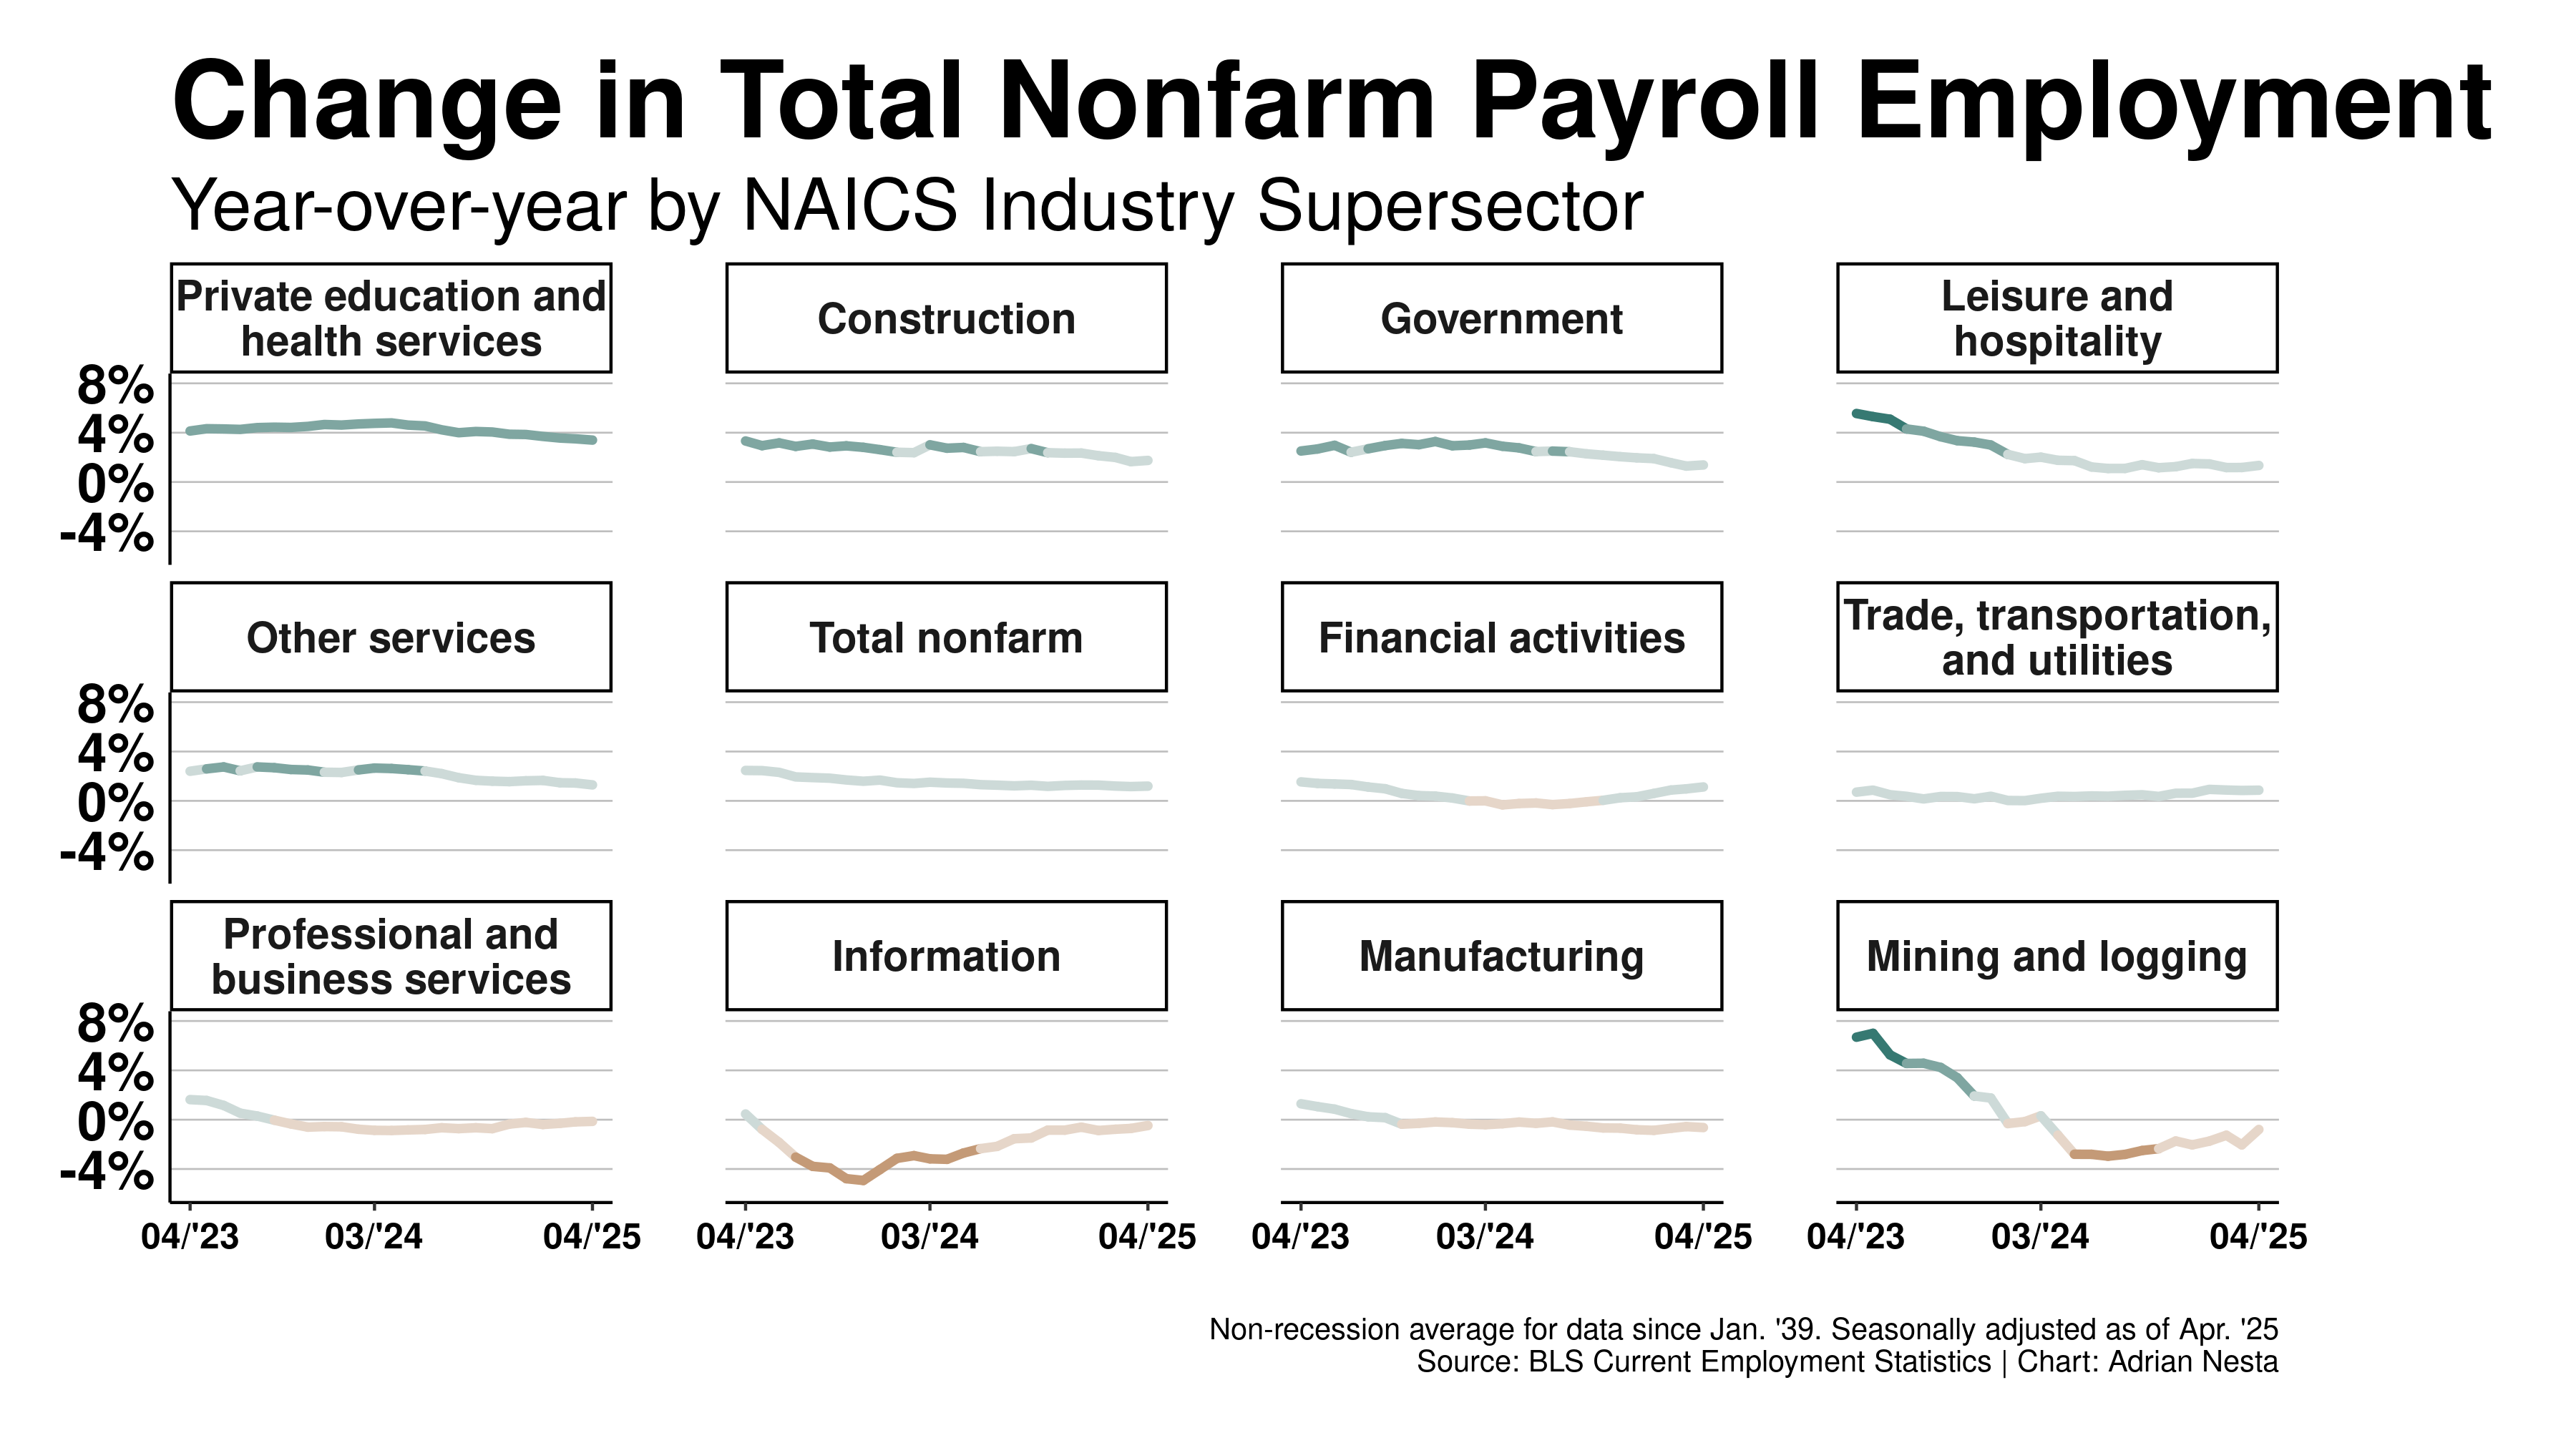 Change in Total Nonfarm Payroll Employment
Year-over-year by NAICS Industry Supersector
Private education and
health services
Construction
Government
Leisure and
hospitality
8%
4%
0%
-4%
Other services
Total nonfarm
Financial activities
Trade, transportation,
and utilities
8%
4%
0%
-4%
Professional and
business services
Information
Manufacturing
Mining and logging
8%
4%
0%
-4%
04/'23 03/'24 04/'25 04/'23 03/'24 04/'25 04/'23 03/'24 04/'25 04/'23 03/'24 04/'25
Non-recession average for data since Jan. '39. Seasonally adjusted as of Apr. '25
Source: BLS Current Employment Statistics | Chart: Adrian Nesta